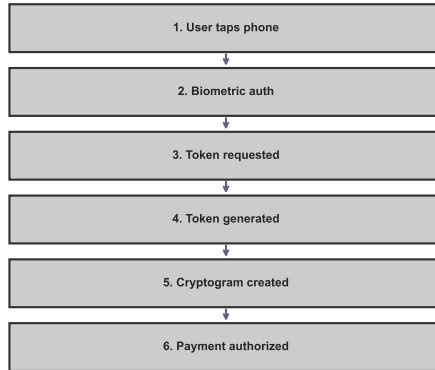 1. User taps phone
2. Biometric auth
3. Token requested
4. Token generated
5. Cryptogram created
6. Payment authorized